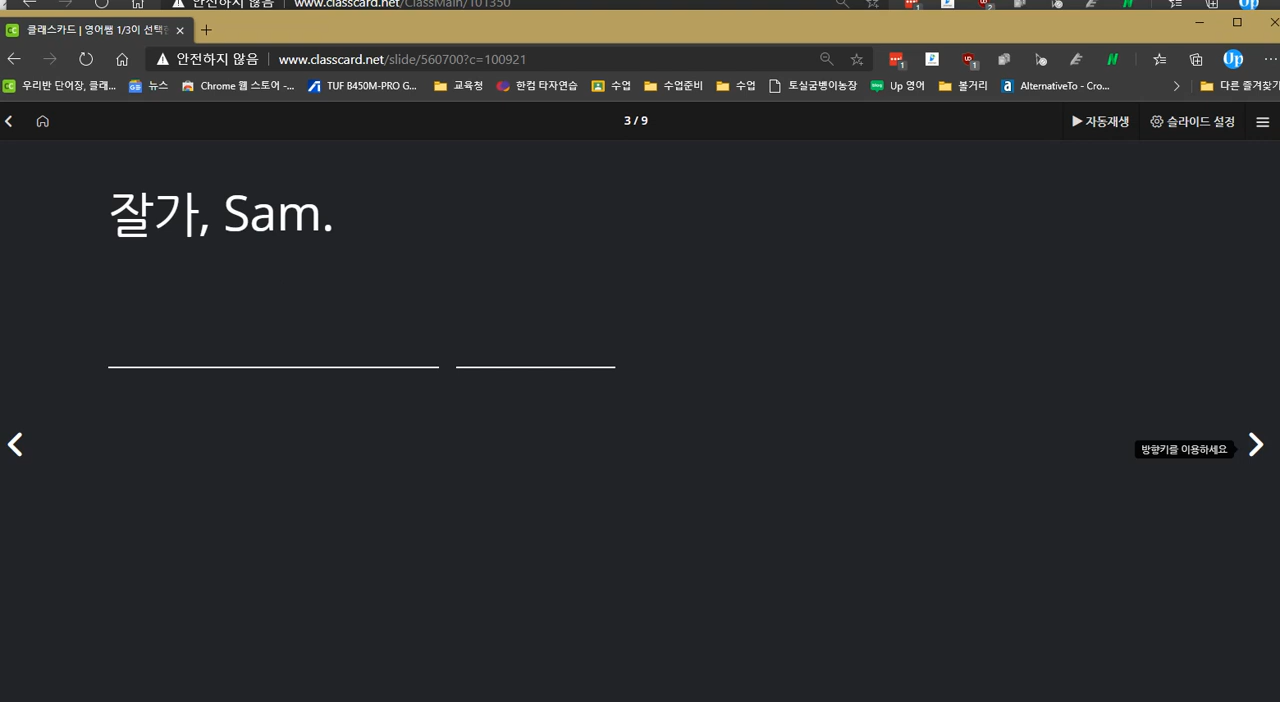 안전하지 않음 www.classcard.net/ClassMain/101350
클래스카드 | 영어쌤 1/3이 선택한
안전하지 않음 www.classcard.net/slide/560700?c=100921
우리반 단어장, 클래... 뉴스 Chrome 웹 스토어 -... TUF B450M-PRO G... 교육청 한컴 타자연습 수업 수업준비 수업 토실굼벵이농장 Up 영어 볼거리 AlternativeTo - Cro... 다른 즐겨찾기
3 / 9 자동재생 슬라이드 설정
잘가, Sam.
방향키를 이용하세요